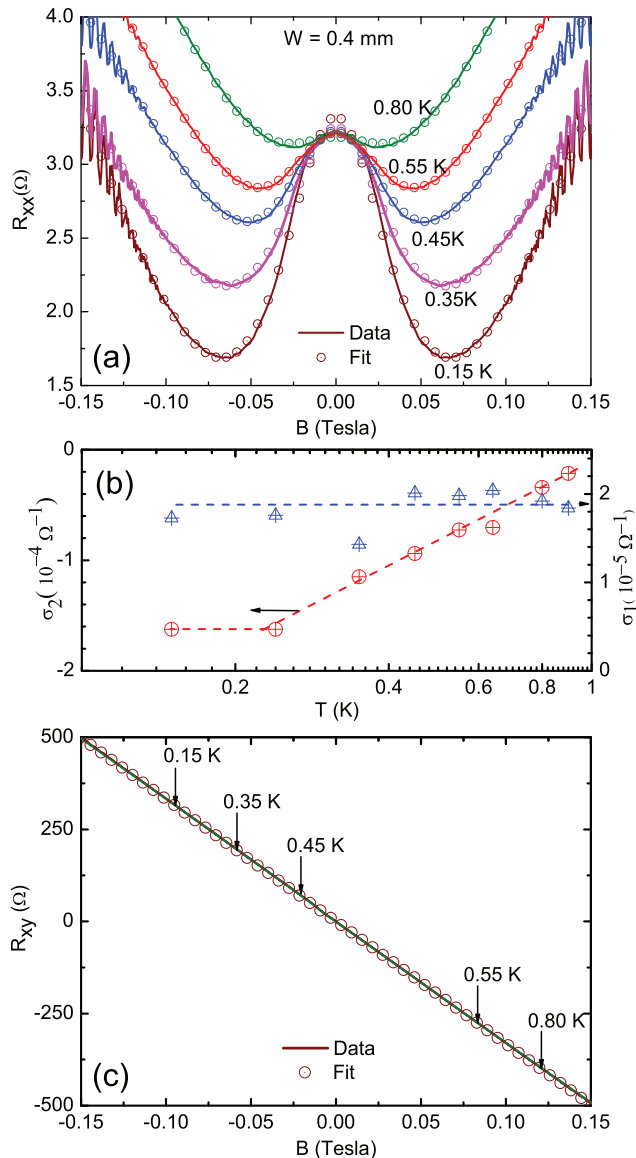 4.0
3.5
3.0
2.5
2.0
1.5
R_xx(Ω)
W = 0.4 mm
0.80 K
0.55 K
0.45K
0.35K
0.15 K
(a)
Data
Fit
-0.15 -0.10 -0.05 0.00 0.05 0.10 0.15
B (Tesla)
0
-1
-2
σ_2( 10^-4 Ω^-1)
(b)
2
1
0
σ_1( 10^-5 Ω^-1)
0.2 0.4 0.6 0.8 1
T (K)
500
250
0
-250
-500
R_xy (Ω)
0.15 K
0.35 K
0.45 K
0.55 K
0.80 K
(c)
Data
Fit
-0.15 -0.10 -0.05 0.00 0.05 0.10 0.15
B (Tesla)